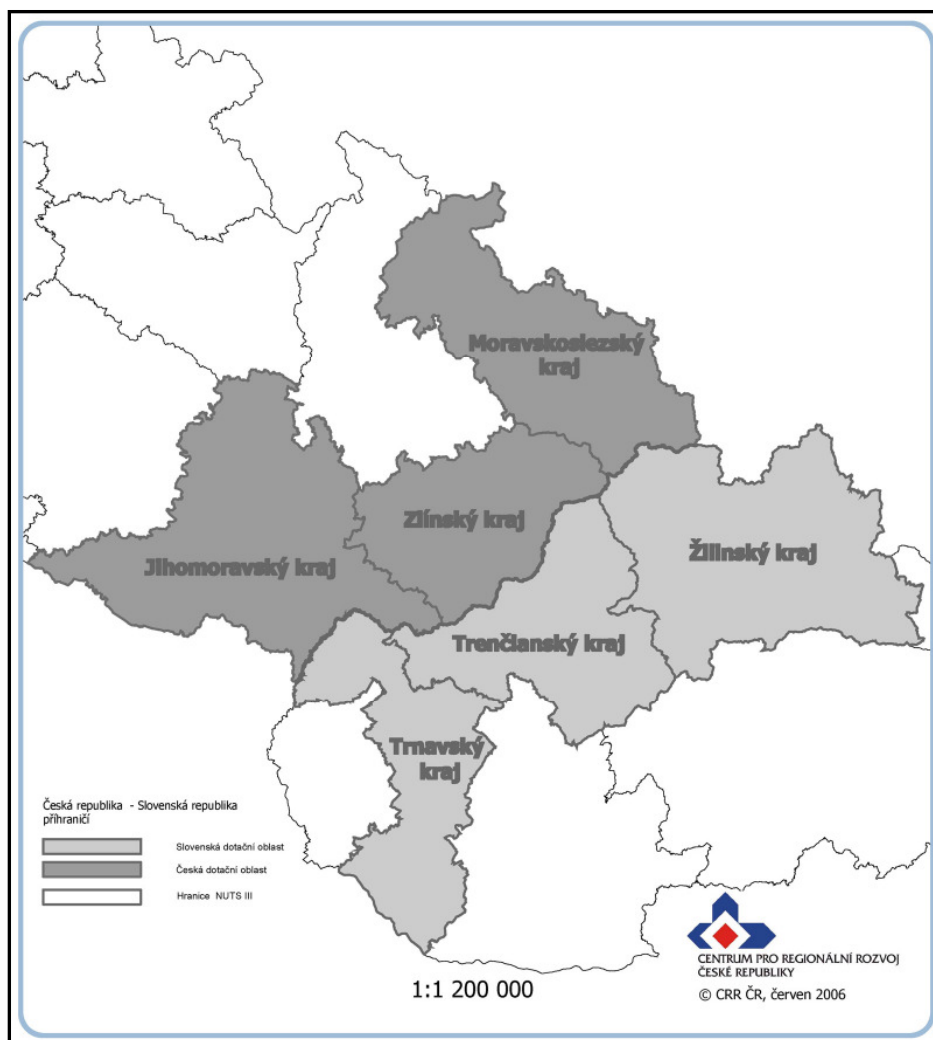 Moravskoslezský
kraj
Zlínský kraj
Žilinský kraj
Jihomoravský kraj
Trenčianský kraj
Trnavský
kraj
Česká republika - Slovenská republika
příhraničí
Slovenská dotační oblast
Česká dotační oblast
Hranice NUTS III
1:1 200 000
CENTRUM PRO REGIONÁLNÍ ROZVOJ
ČESKÉ REPUBLIKY
© CRR ČR, červen 2006